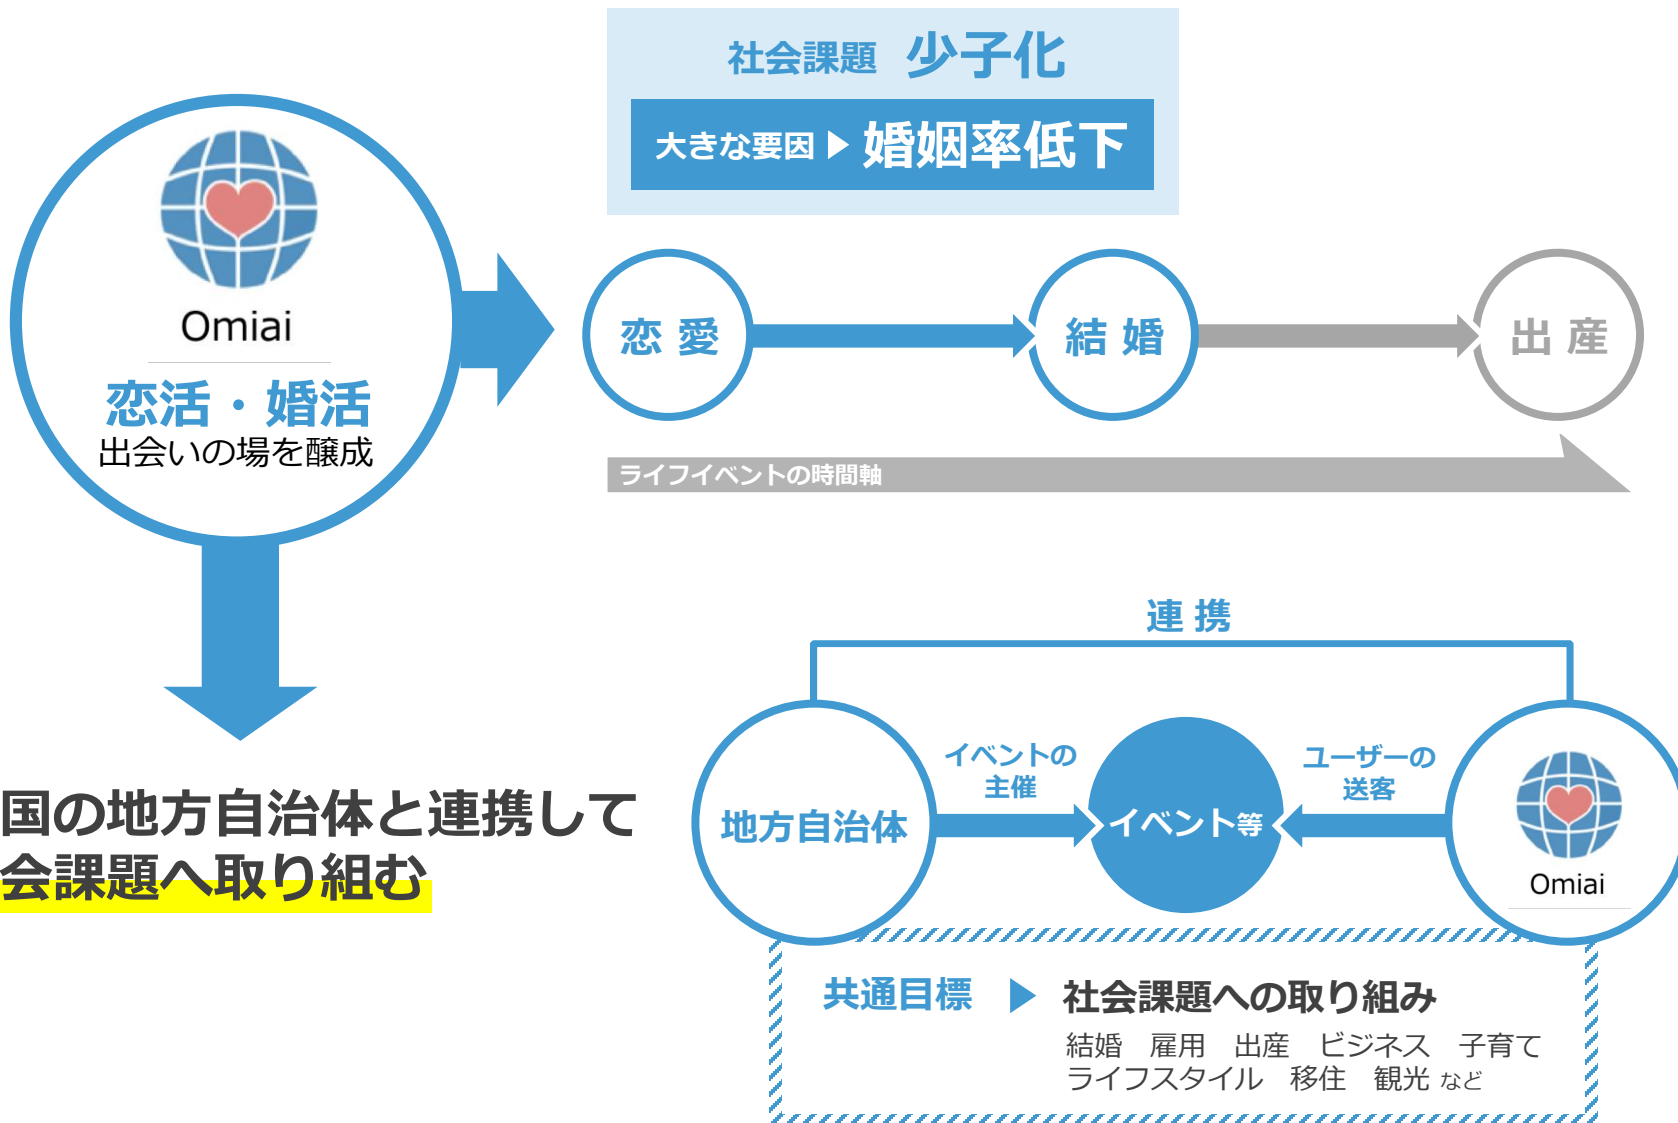 社会課題 少子化
大きな要因 ▶ 婚姻率低下
Omiai
恋活・婚活
出会いの場を醸成
恋愛
結婚
出産
ライフイベントの時間軸
国の地方自治体と連携して
会課題へ取り組む
連携
地方自治体
イベントの
主催
イベント等
ユーザーの
送客
Omiai
共通目標 ▶ 社会課題への取り組み
結婚 雇用 出産 ビジネス 子育て
ライフスタイル 移住 観光 など